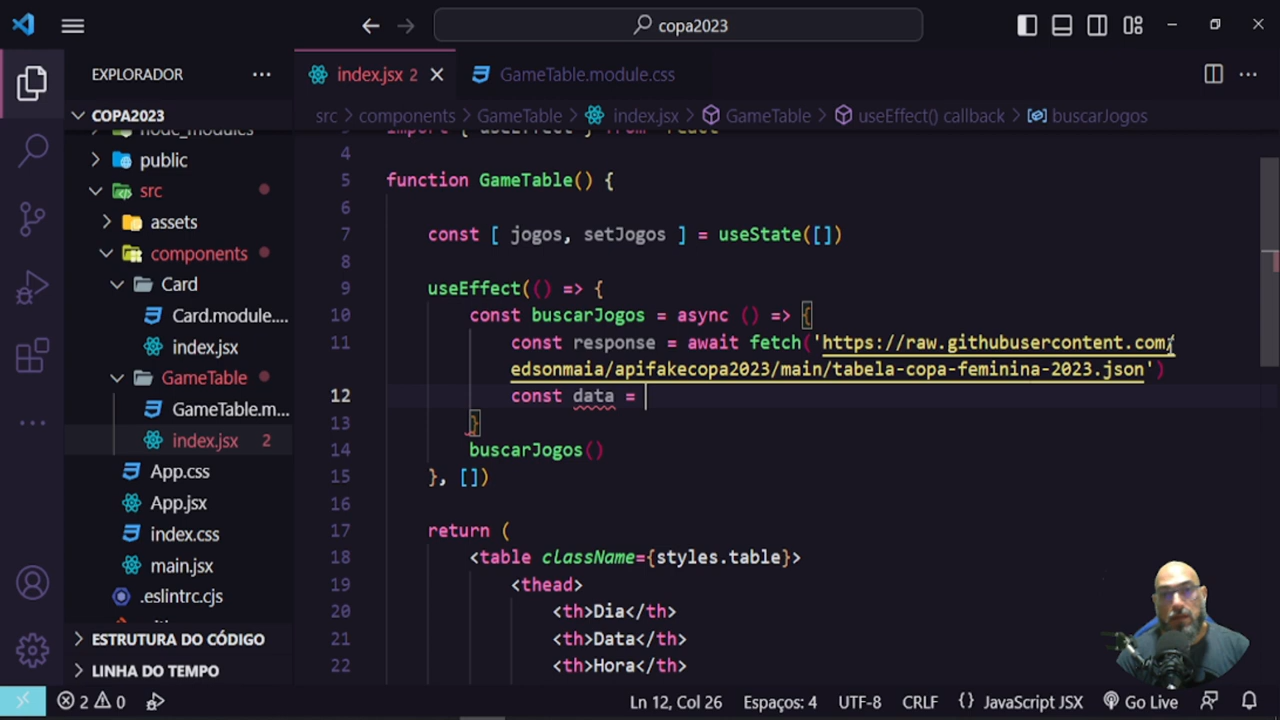 copa2023
EXPLORADOR
index.jsx 2
GameTable.module.css
COPA2023
src > components > GameTable > index.jsx > GameTable > useEffect() callback > buscarJogos
node_modules
public
src
assets
components
Card
Card.module....
index.jsx
GameTable
GameTable.m...
index.jsx 2
App.css
App.jsx
index.css
main.jsx
.eslintrc.cjs
ESTRUTURA DO CÓDIGO
LINHA DO TEMPO
3 import { useEffect } from 'react'
4
5 function GameTable() {
6
7 const [ jogos, setJogos ] = useState([])
8
9 useEffect(() => {
10 const buscarJogos = async () => {
11 const response = await fetch('https://raw.githubusercontent.com/
edsonmaia/apifakecopa2023/main/tabela-copa-feminina-2023.json')
12 const data =
13 }
14 buscarJogos()
15 }, [])
16
17 return (
18 <table className={styles.table}>
19 <thead>
20 <th>Dia</th>
21 <th>Data</th>
22 <th>Hora</th>
2 0 Ln 12, Col 26 Espaços: 4 UTF-8 CRLF {} JavaScript JSX Go Live